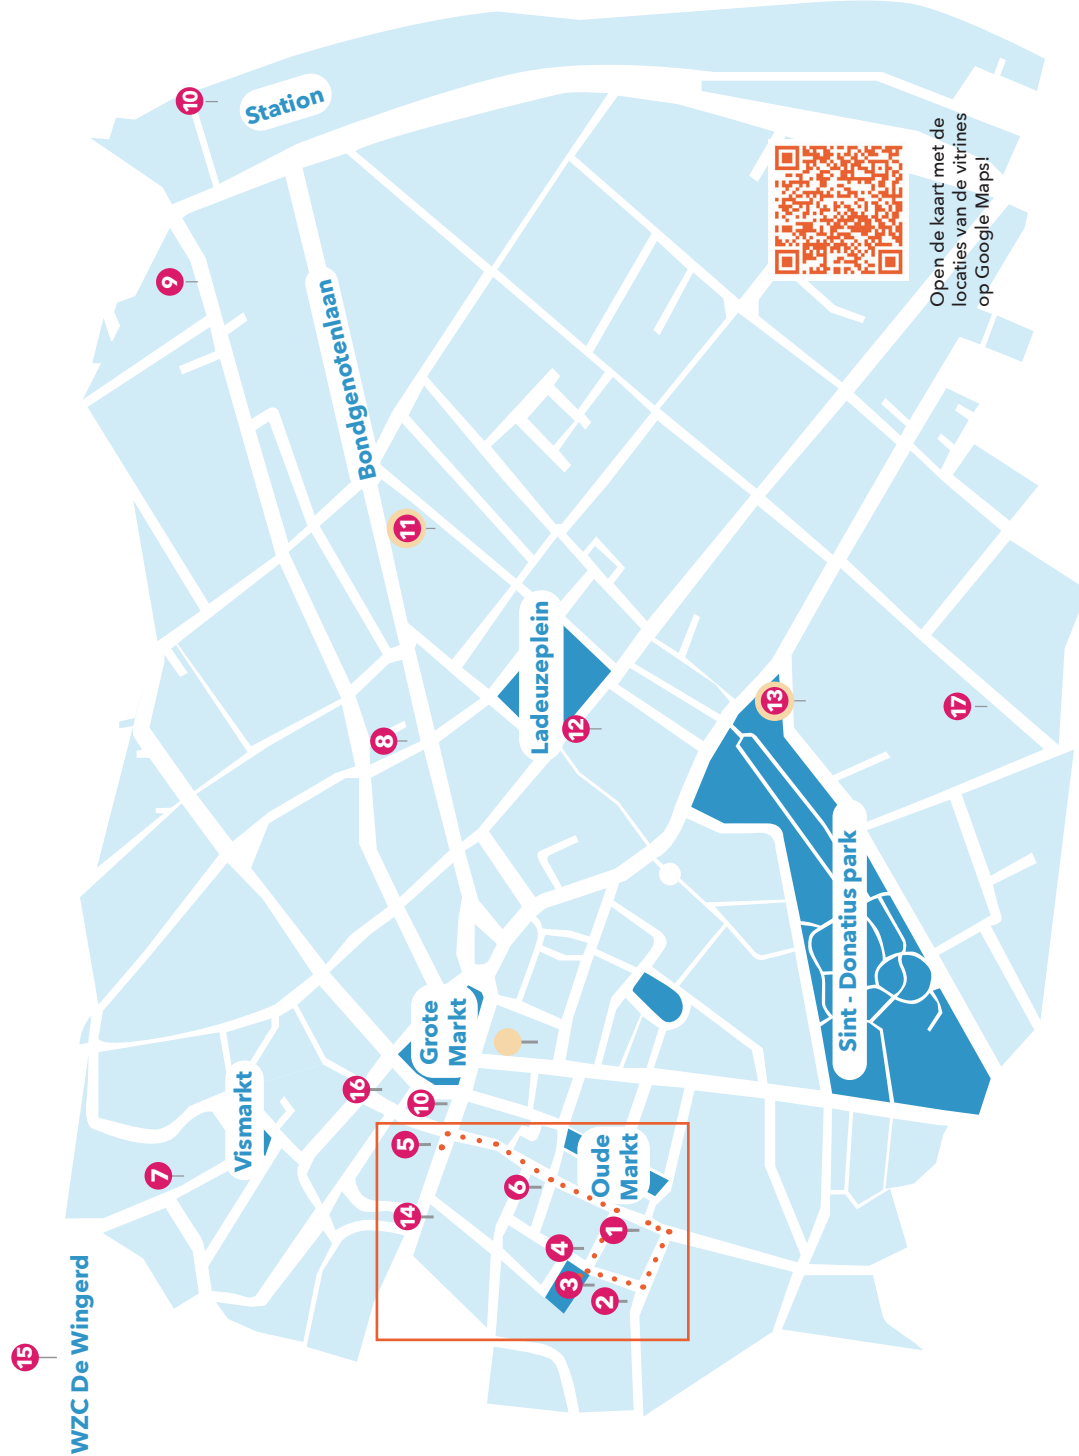 15
WZC De Wingerd
7
Vismarkt
16
10
5
14
6
4
3
2
1
Oude
Markt
Grote
Markt
8
Ladeuzeplein
12
11
Bondgenotenlaan
9
10
Station
13
Sint - Donatius park
17
Open de kaart met de
locaties van de vitrines
op Google Maps!